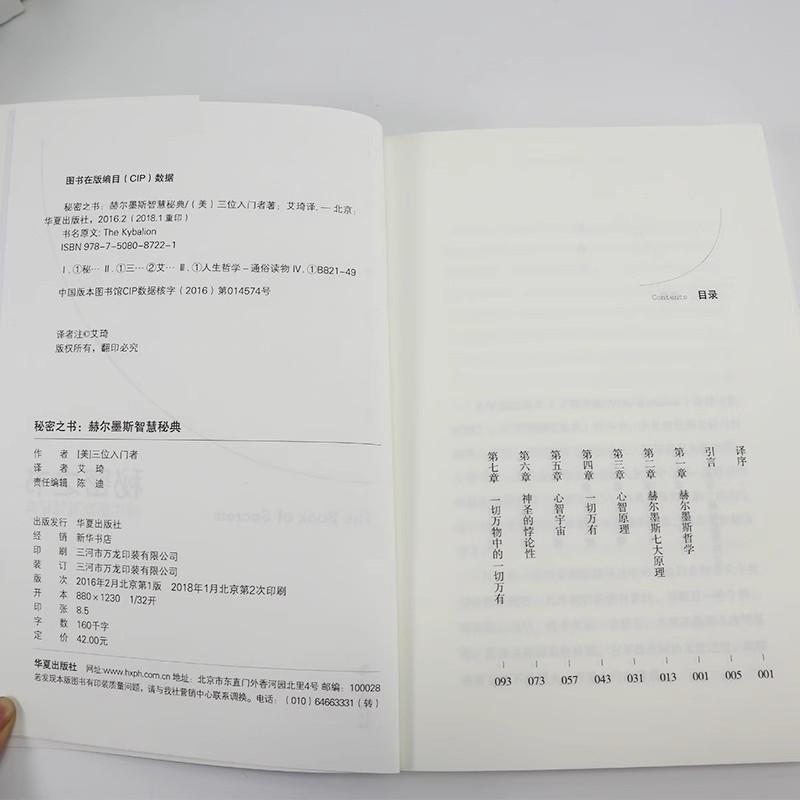 图书在版编目（CIP）数据
秘密之书：赫尔墨斯智慧秘典/（美）三位入门者著；艾琦译. — 北京：
华夏出版社，2016.2（2018.1重印）
书名原文：The Kybalion
ISBN 978-7-5080-8722-1
Ⅰ.①秘… Ⅱ.①三…②艾… Ⅲ.①人生哲学－通俗读物 Ⅳ.①B821-49
中国版本图书馆CIP数据核字（2016）第014574号
译者注©艾琦
版权所有，翻印必究
秘密之书：赫尔墨斯智慧秘典
作 者 [美]三位入门者
译 者 艾 琦
责任编辑 陈 迪
出版发行 华夏出版社
经 销 新华书店
印 刷 三河市万龙印装有限公司
装 订 三河市万龙印装有限公司
版 次 2016年2月北京第1版 2018年1月北京第2次印刷
开 本 880×1230 1/32开
印 张 8.5
字 数 160千字
定 价 42.00元
华夏出版社 网址:www.hxph.com.cn 地址：北京市东直门外香河园北里4号 邮编：100028
若发现本版图书有印装质量问题，请与我社营销中心联系调换。电话：（010）64663331（转）
Contents 目录
译序 001
引言 005
第一章 赫尔墨斯哲学 001
第二章 赫尔墨斯七大原理 013
第三章 心智原理 031
第四章 一切万有 043
第五章 心智宇宙 057
第六章 神圣的悖论性 073
第七章 一切万物中的一切万有 093